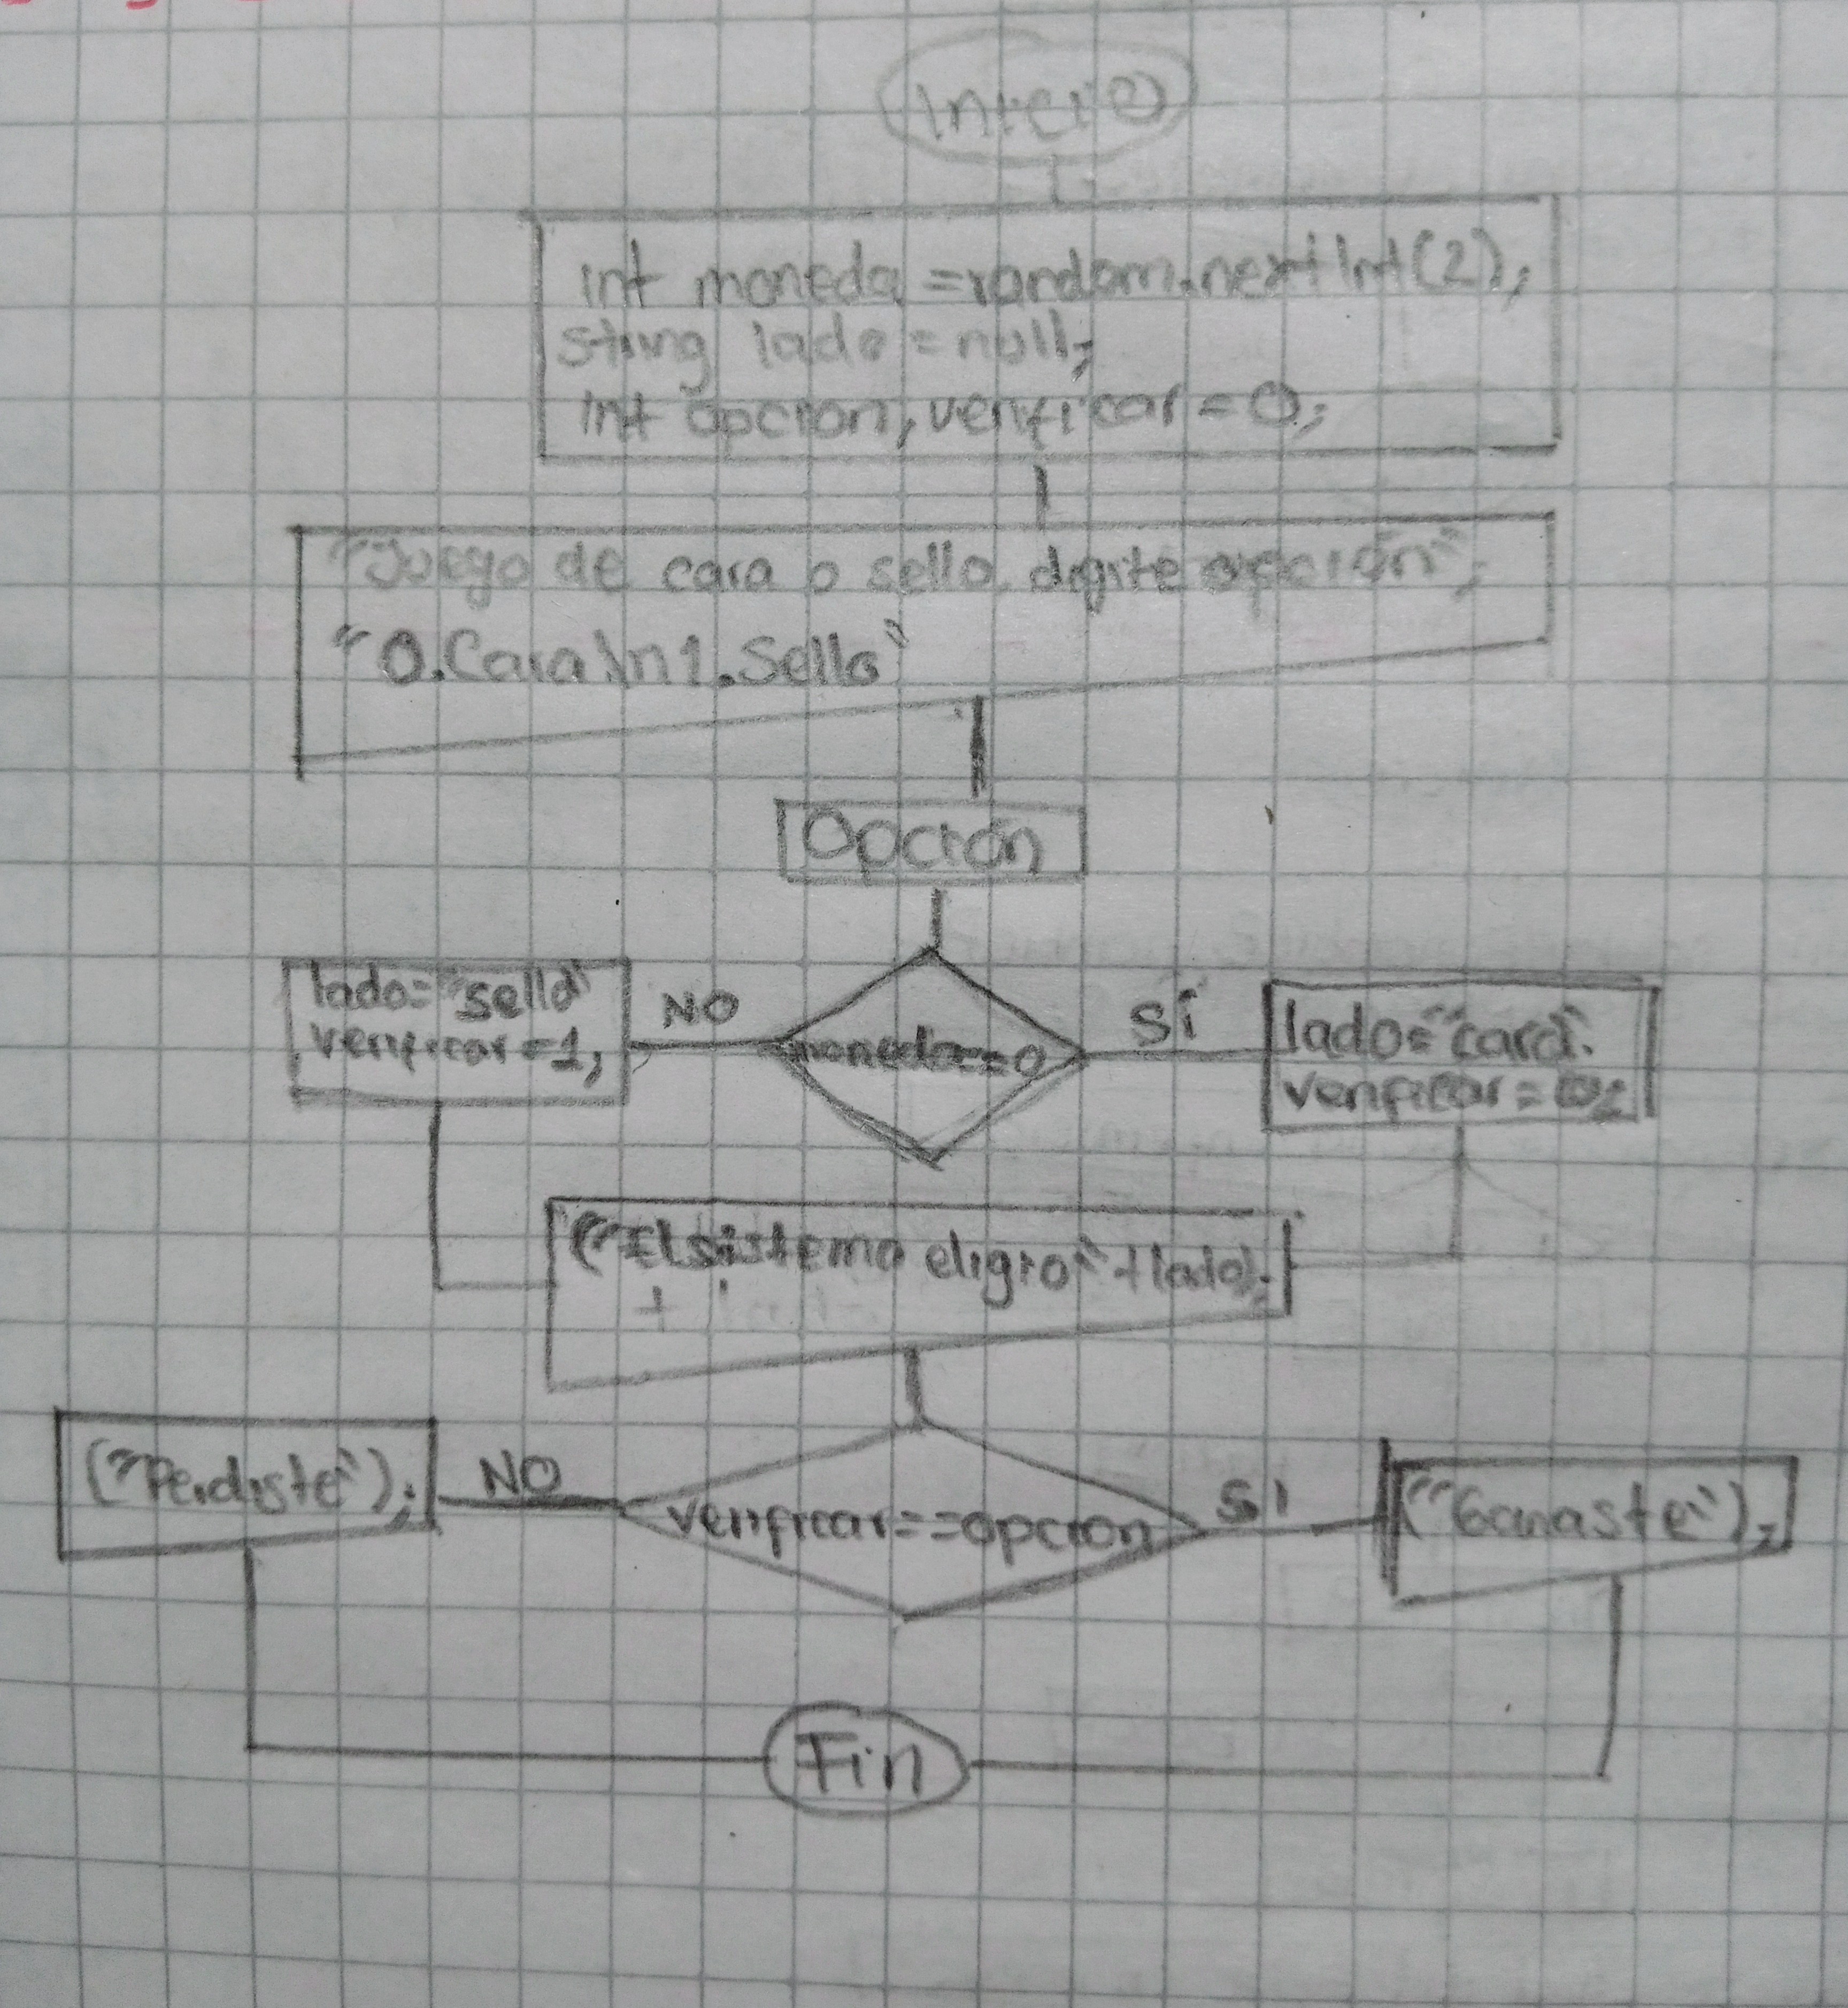 Inicio
int moneda =random.nextInt(2);
string lado = null;
int opcion, verificar = 0;
"Juego de cara o sello, digite opción";
"0.Cara\n1.Sello"
Opción
moneda==0
NO
SÍ
lado="sello"
verificar=1;
lado="cara".
verificar=
("El sistema eligio"+lado);
verificar==opcion
NO
SI
("Perdiste");
("Ganaste");
Fin